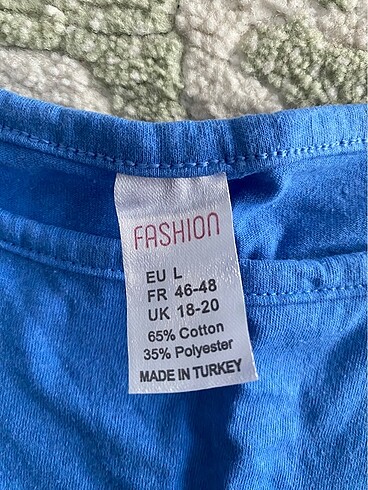 FASHION
EU L
FR 46-48
UK 18-20
65% Cotton
35% Polyester
MADE IN TURKEY